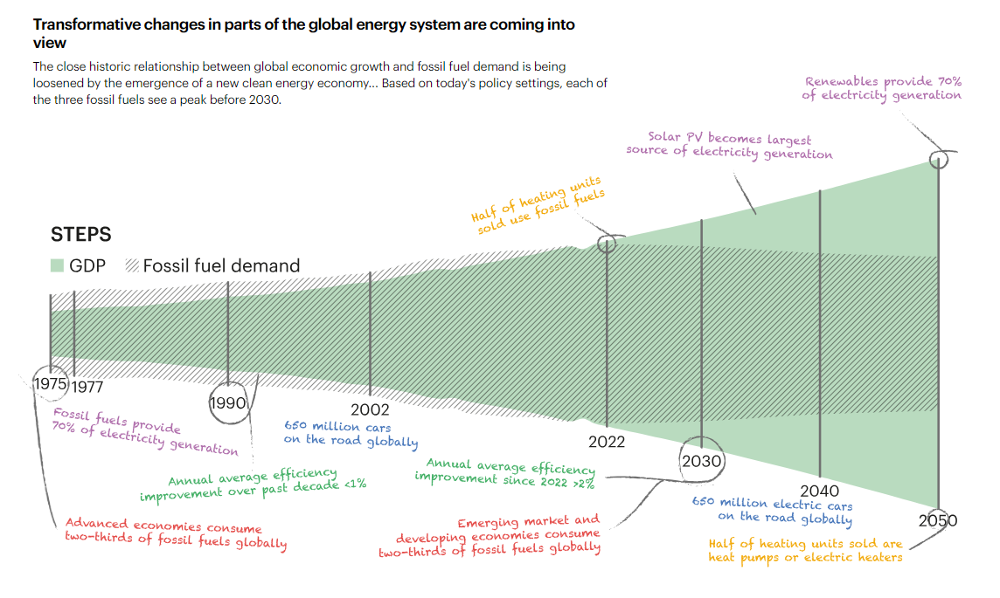 Transformative changes in parts of the global energy system are coming into
view
The close historic relationship between global economic growth and fossil fuel demand is being
loosened by the emergence of a new clean energy economy... Based on today's policy settings, each of
the three fossil fuels see a peak before 2030.
Renewables provide 70%
of electricity generation
Solar PV becomes largest
source of electricity generation
Half of heating units
sold use fossil fuels
STEPS
GDP
Fossil fuel demand
1975
1977
1990
2002
2022
2030
2040
2050
Fossil fuels provide
70% of electricity generation
650 million cars
on the road globally
Annual average efficiency
improvement over past decade <1%
Annual average efficiency
improvement since 2022 >2%
Advanced economies consume
two-thirds of fossil fuels globally
Emerging market and
developing economies consume
two-thirds of fossil fuels globally
650 million electric cars
on the road globally
Half of heating units sold are
heat pumps or electric heaters